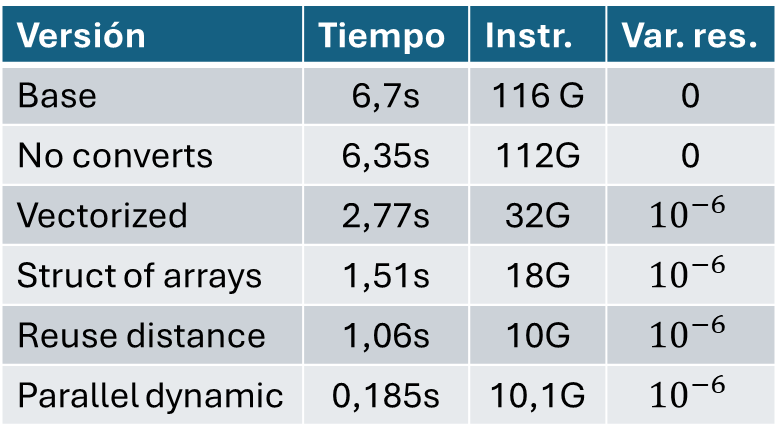 Versión Tiempo Instr. Var. res.
Base 6,7s 116 G 0
No converts 6,35s 112G 0
Vectorized 2,77s 32G 10⁻⁶
Struct of arrays 1,51s 18G 10⁻⁶
Reuse distance 1,06s 10G 10⁻⁶
Parallel dynamic 0,185s 10,1G 10⁻⁶